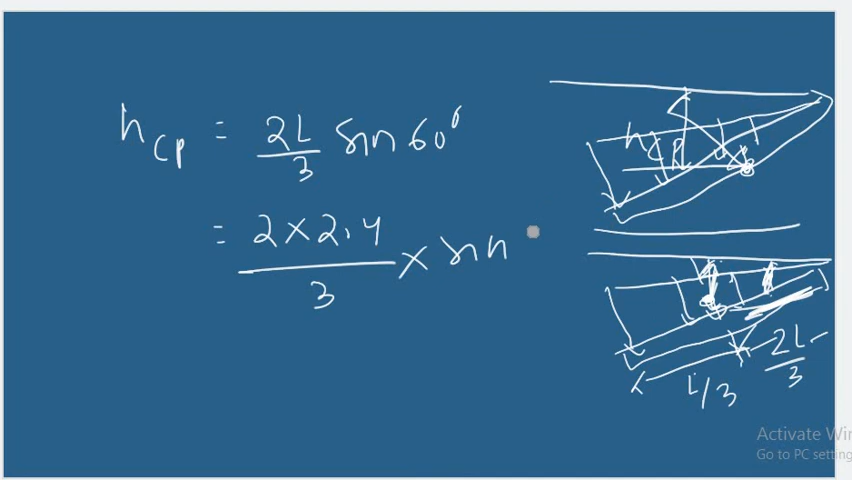 h_CP = 2L/3 sin 60°
= 2 × 2.4 / 3 × sin
h_CP
2L/3
L/3
Activate Win
Go to PC setting